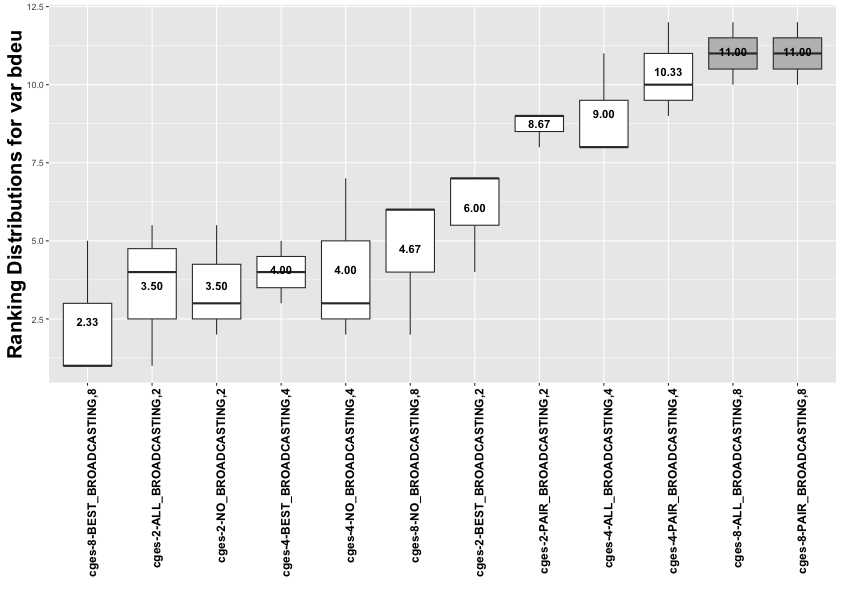 Ranking Distributions for var bdeu
12.5
10.0
7.5
5.0
2.5
2.33
3.50
3.50
4.00
4.00
4.67
6.00
8.67
9.00
10.33
11.00
11.00
cges-8-BEST_BROADCASTING,8
cges-2-ALL_BROADCASTING,2
cges-2-NO_BROADCASTING,2
cges-4-BEST_BROADCASTING,4
cges-4-NO_BROADCASTING,4
cges-8-NO_BROADCASTING,8
cges-2-BEST_BROADCASTING,2
cges-2-PAIR_BROADCASTING,2
cges-4-ALL_BROADCASTING,4
cges-4-PAIR_BROADCASTING,4
cges-8-ALL_BROADCASTING,8
cges-8-PAIR_BROADCASTING,8